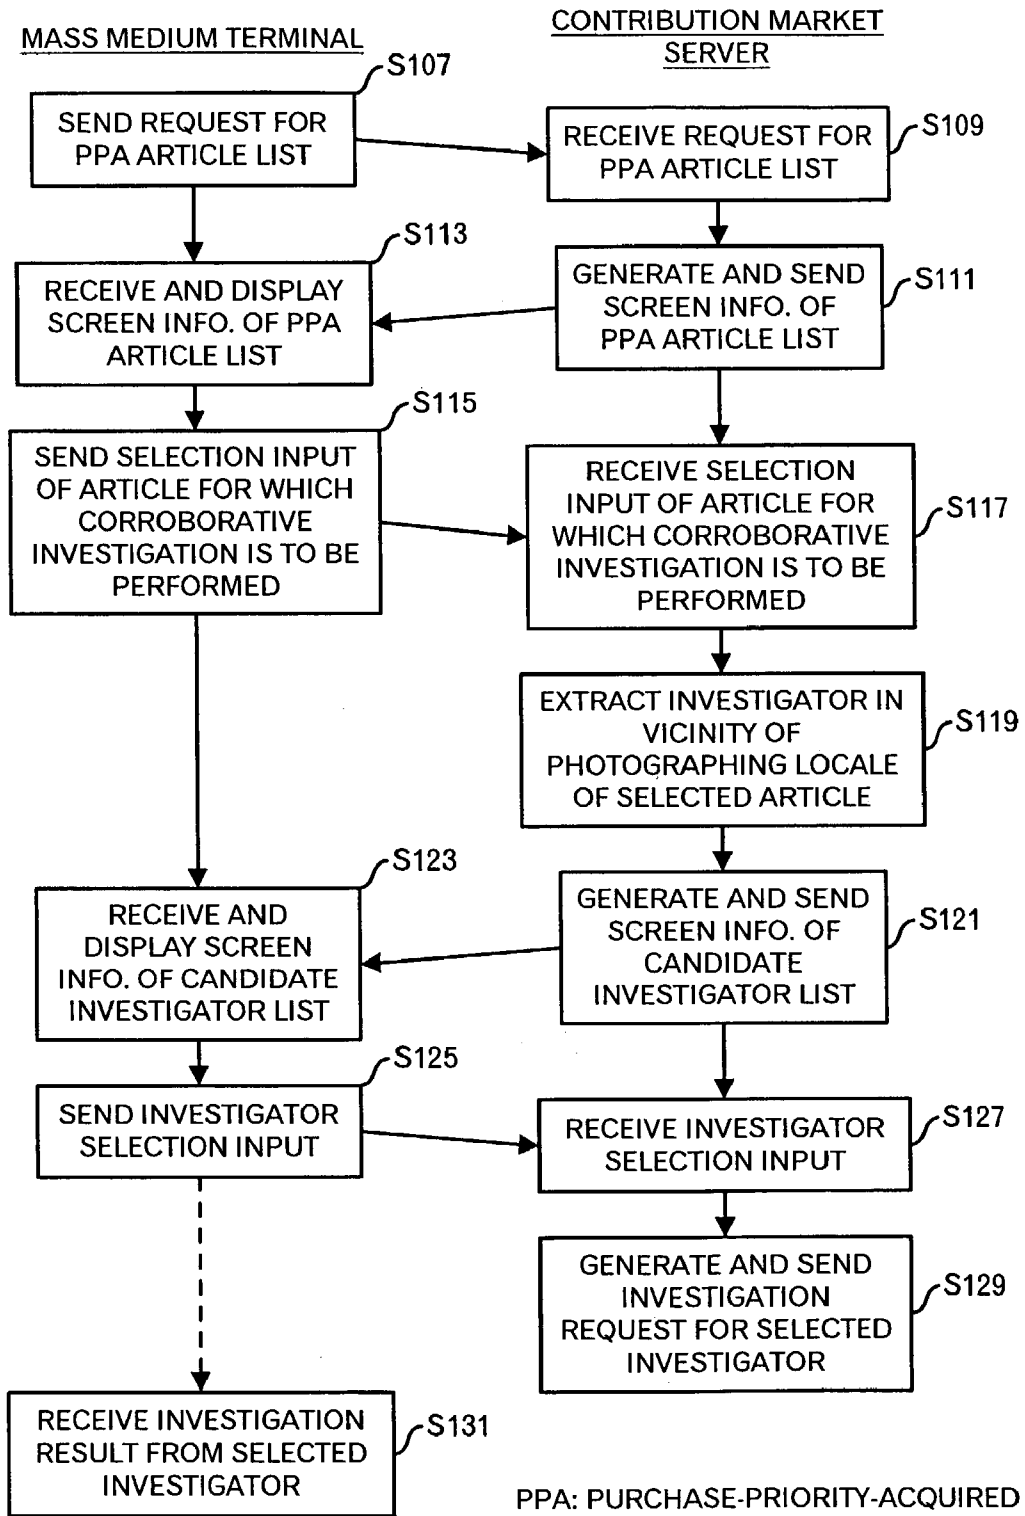 MASS MEDIUM TERMINAL
CONTRIBUTION MARKET
SERVER
S107
SEND REQUEST FOR
PPA ARTICLE LIST
S109
RECEIVE REQUEST FOR
PPA ARTICLE LIST
S113
RECEIVE AND DISPLAY
SCREEN INFO. OF PPA
ARTICLE LIST
S111
GENERATE AND SEND
SCREEN INFO. OF
PPA ARTICLE LIST
S115
SEND SELECTION INPUT
OF ARTICLE FOR WHICH
CORROBORATIVE
INVESTIGATION IS TO BE
PERFORMED
S117
RECEIVE SELECTION
INPUT OF ARTICLE FOR
WHICH CORROBORATIVE
INVESTIGATION IS TO BE
PERFORMED
S119
EXTRACT INVESTIGATOR IN
VICINITY OF
PHOTOGRAPHING LOCALE
OF SELECTED ARTICLE
S123
RECEIVE AND
DISPLAY SCREEN
INFO. OF CANDIDATE
INVESTIGATOR LIST
S121
GENERATE AND SEND
SCREEN INFO. OF
CANDIDATE
INVESTIGATOR LIST
S125
SEND INVESTIGATOR
SELECTION INPUT
S127
RECEIVE INVESTIGATOR
SELECTION INPUT
S129
GENERATE AND SEND
INVESTIGATION
REQUEST FOR SELECTED
INVESTIGATOR
S131
RECEIVE INVESTIGATION
RESULT FROM SELECTED
INVESTIGATOR
PPA: PURCHASE-PRIORITY-ACQUIRED